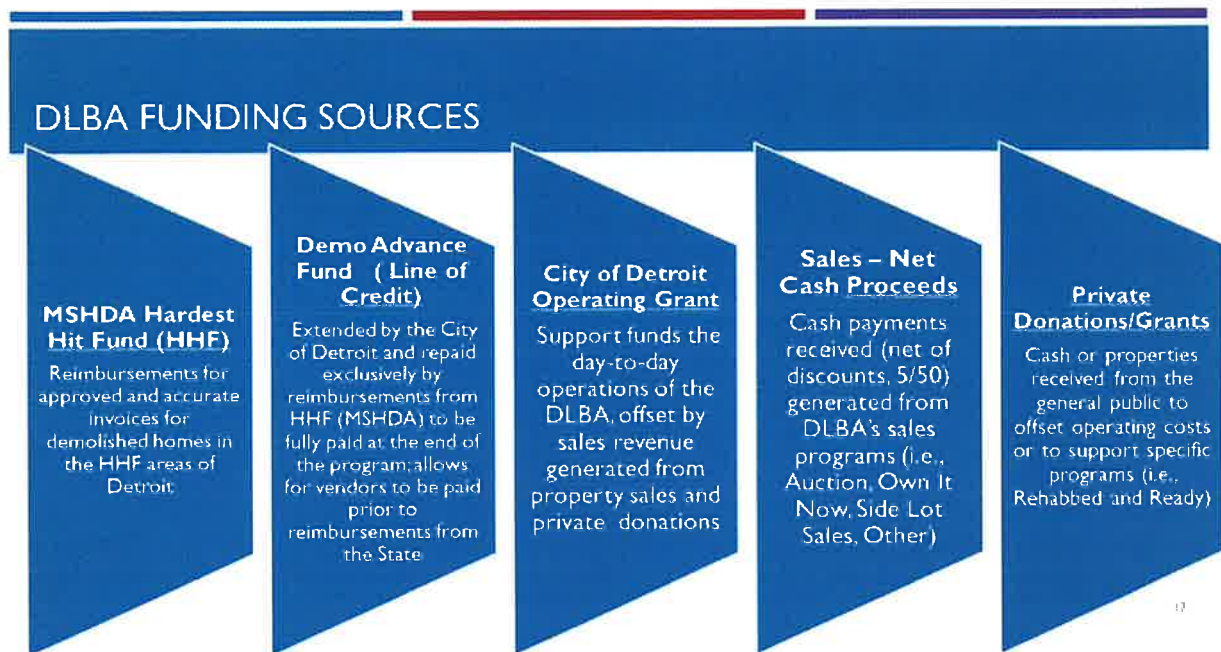 DLBA FUNDING SOURCES
MSHDA Hardest
Hit Fund (HHF)
Reimbursements for
approved and accurate
invoices for
demolished homes in
the HHF areas of
Detroit
Demo Advance
Fund ( Line of
Credit)
Extended by the City
of Detroit and repaid
exclusively by
reimbursements from
HHF (MSHDA) to be
fully paid at the end of
the program; allows
for vendors to be paid
prior to
reimbursements from
the State
City of Detroit
Operating Grant
Support funds the
day-to-day
operations of the
DLBA, offset by
sales revenue
generated from
property sales and
private donations
Sales – Net
Cash Proceeds
Cash payments
received (net of
discounts, 5/50)
generated from
DLBA's sales
programs (i.e.,
Auction, Own It
Now, Side Lot
Sales, Other)
Private
Donations/Grants
Cash or properties
received from the
general public to
offset operating costs
or to support specific
programs (i.e.,
Rehabbed and Ready)
17